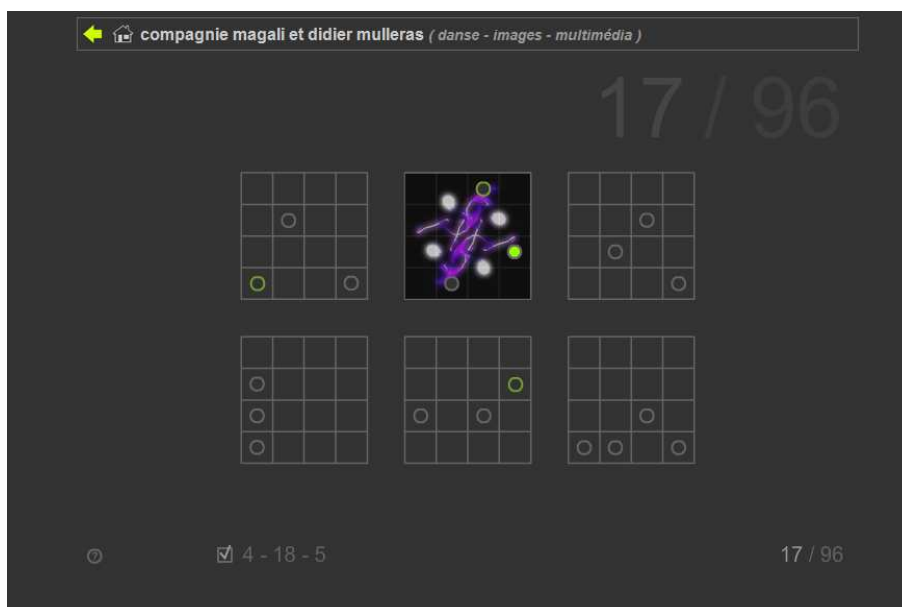 compagnie magali et didier mulleras ( danse - images - multimédia )
17 / 96
? 4 - 18 - 5 17 / 96